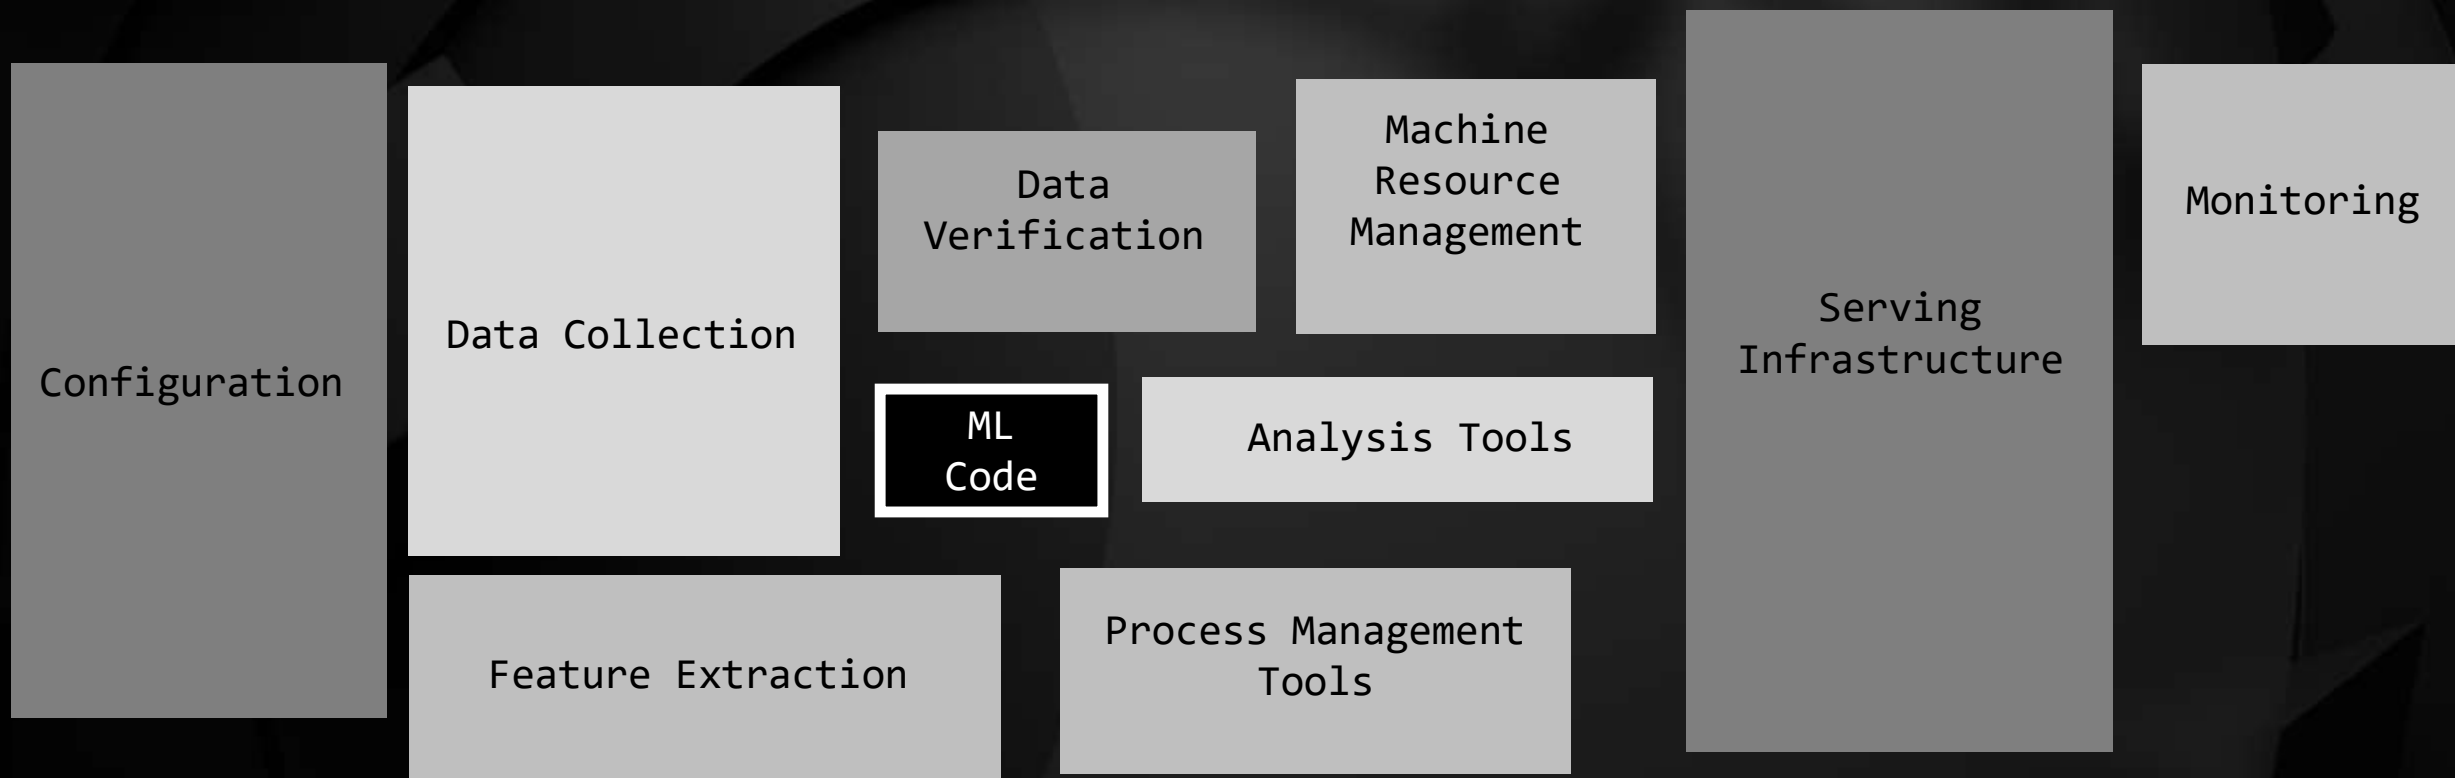 Configuration
Data Collection
Data
Verification
Machine
Resource
Management
ML
Code
Analysis Tools
Feature Extraction
Process Management
Tools
Serving
Infrastructure
Monitoring